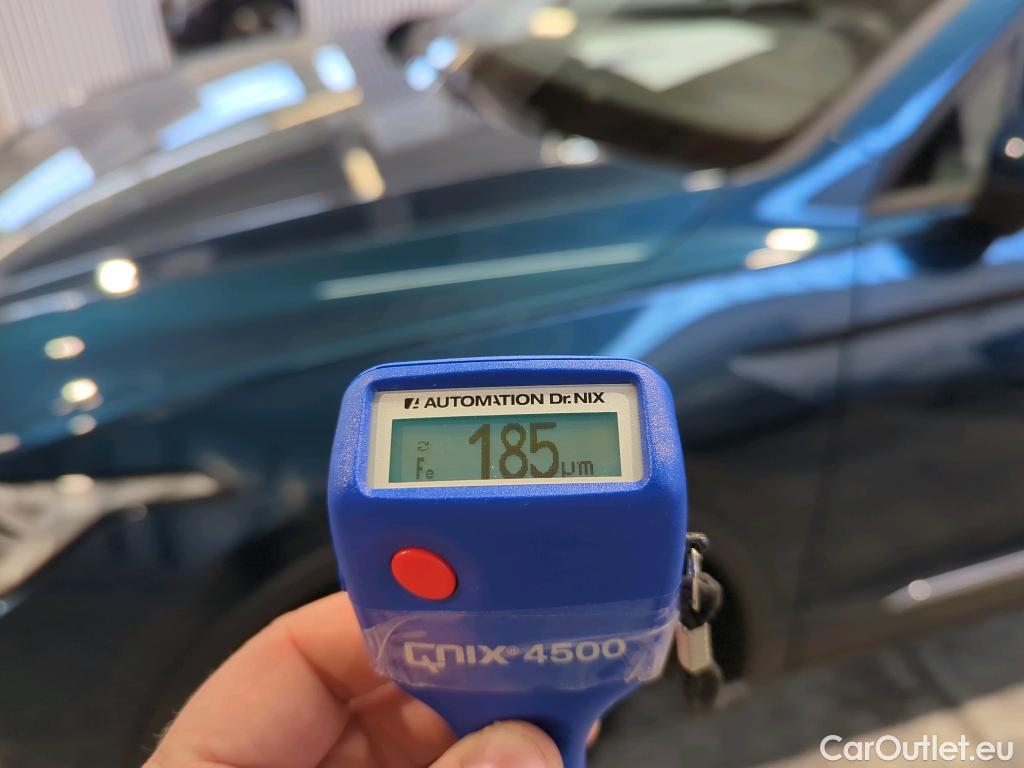 AUTOMATION Dr. NIX
185 µm
Fe
QNIX® 4500
CarOutlet.eu